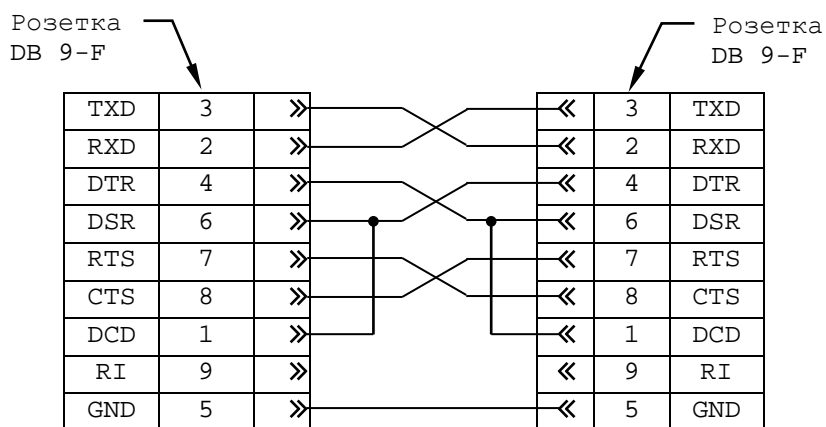 Розетка
DB 9-F
Розетка
DB 9-F
TXD 3 3 TXD
RXD 2 2 RXD
DTR 4 4 DTR
DSR 6 6 DSR
RTS 7 7 RTS
CTS 8 8 CTS
DCD 1 1 DCD
RI 9 9 RI
GND 5 5 GND